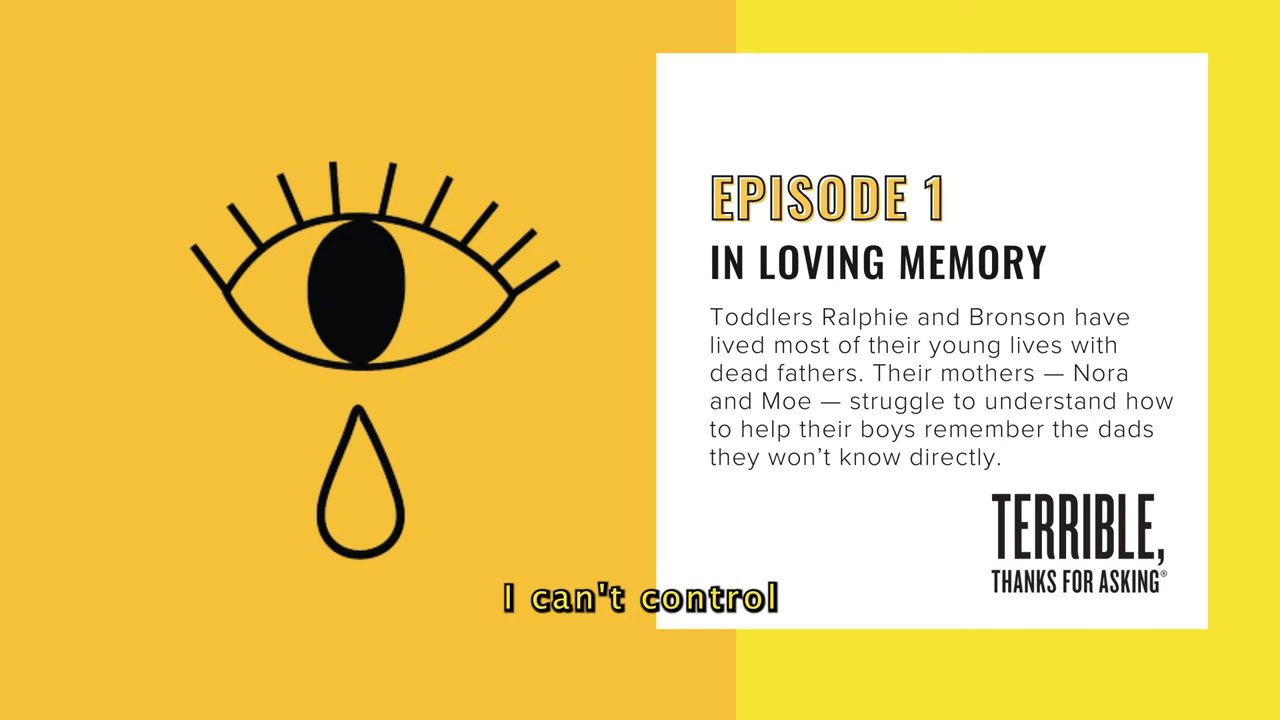 EPISODE 1
IN LOVING MEMORY
Toddlers Ralphie and Bronson have
lived most of their young lives with
dead fathers. Their mothers — Nora
and Moe — struggle to understand how
to help their boys remember the dads
they won’t know directly.
TERRIBLE,
THANKS FOR ASKING®
I can't control